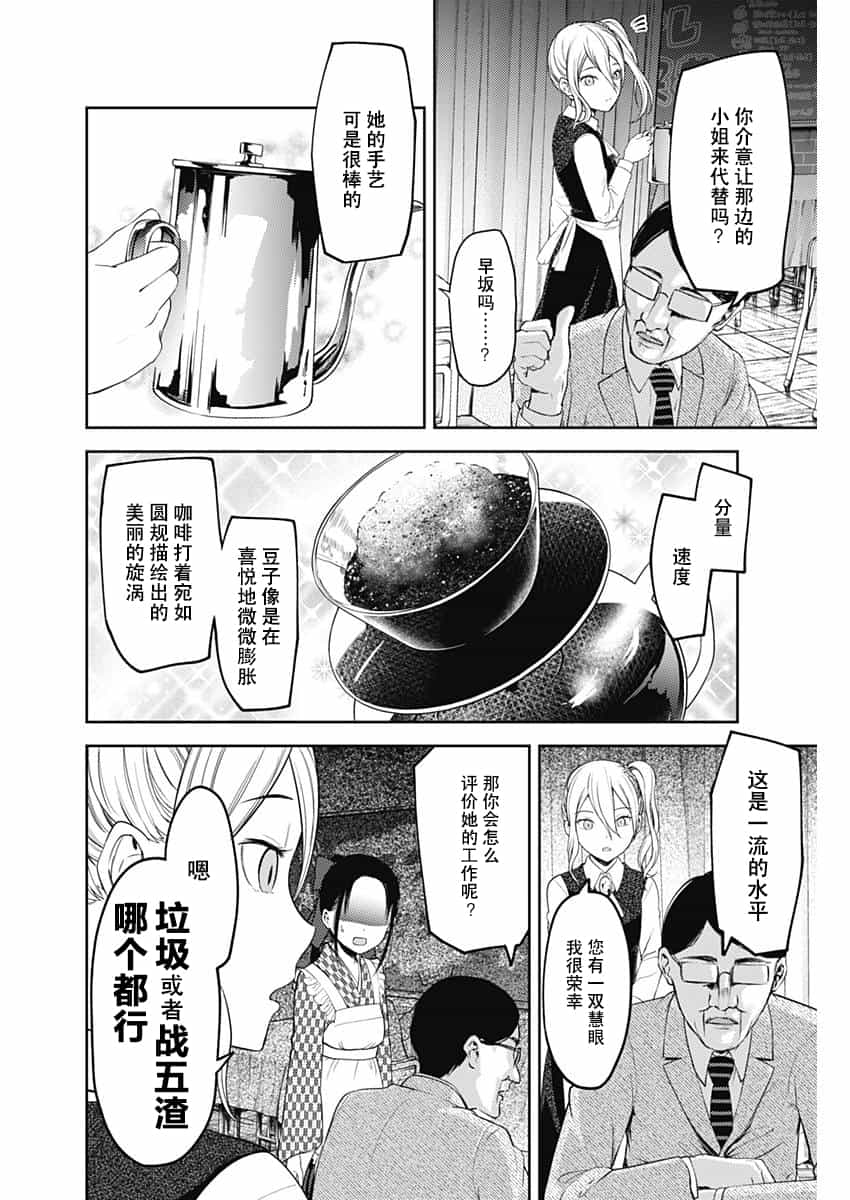 你介意让那边的
小姐来代替吗？
早坂吗……？
她的手艺
可是很棒的
分量
速度
豆子像是在
喜悦地微微膨胀
咖啡打着宛如
圆规描绘出的
美丽的旋涡
这是一流的水平
您有一双慧眼
我很荣幸
那你会怎么
评价她的工作呢？
嗯
垃圾或者战五渣
哪个都行